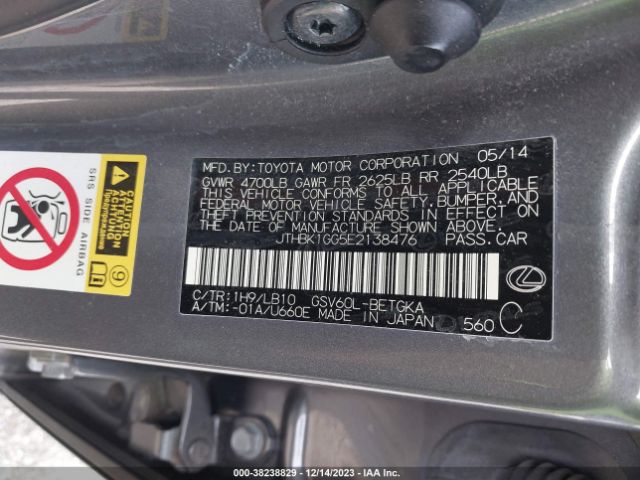 MFD. BY: TOYOTA MOTOR CORPORATION 05/14
GVWR 4700LB GAWR FR 2625LB RR 2540LB
THIS VEHICLE CONFORMS TO ALL APPLICABLE
FEDERAL MOTOR VEHICLE SAFETY, BUMPER, AND
THEFT PREVENTION STANDARDS IN EFFECT ON
THE DATE OF MANUFACTURE SHOWN ABOVE.
JTHBK1GG5E2138476 PASS. CAR
C/TR: 1H9/LB10 GSV60L-BETGKA
A/TM: -01A/U660E MADE IN JAPAN 560 C
SRS SIDE AIRBAG
9
00-38238829 - 12/14/2023 - IAA Inc.